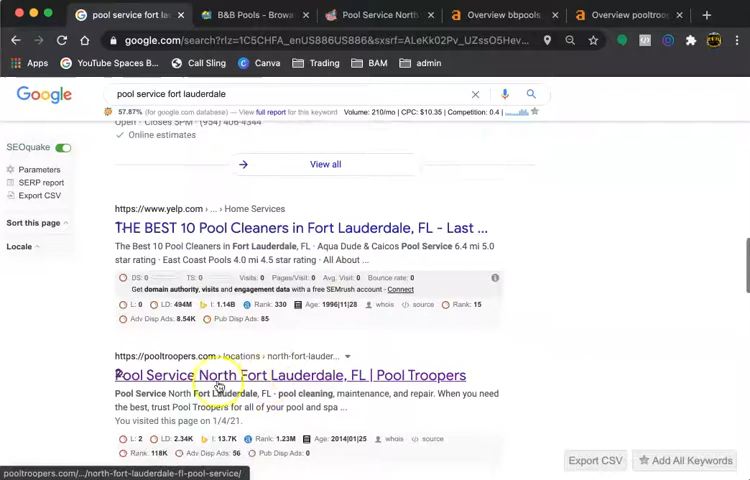 pool service fort l
B&B Pools - Browa
Pool Service North
Overview bbpools
Overview pooltroop
google.com/search?rlz=1C5CHFA_enUS886US886&sxsrf=ALeKk02Pv_UZssO5Hev...
Apps
YouTube Spaces B...
Canva
Trading
BAM
admin
Google
pool service fort lauderdale
57.87% (for google.com database) / View full report for this keyword
Volume: 210/mo | CPC: $10.35 | Competition: 0.4
Open · Closes 5PM · (954) 406-4344
Online estimates
SEOquake
Parameters
SERP report
Export CSV
Sort this page
Locale
View all
https://www.yelp.com › ... › Home Services
1
THE BEST 10 Pool Cleaners in Fort Lauderdale, FL - Last ...
The Best 10 Pool Cleaners in Fort Lauderdale, FL · Aqua Dude & Caicos Pool Service 6.4 mi 5.0
star rating · East Coast Pools 4.0 mi 4.5 star rating · All About ...
DS: 0 TS: 0 Visits: 0 Pages/Visit: 0 Avg. Visit: 0 Bounce rate: 0
Get domain authority, visits and engagement data with a free SEMrush account - Connect
L: 0 LD: 494M I: 1.14B Rank: 330 Age: 1996|11|28 whois source Rank: 15
Adv Disp Ads: 8.54K Pub Disp Ads: 85
https://pooltroopers.com › locations › north-fort-lauder...
2
Pool Service North Fort Lauderdale, FL | Pool Troopers
Pool Service North Fort Lauderdale, FL - pool cleaning, maintenance, and repair. When you need
the best, trust Pool Troopers for all of your pool and spa ...
You visited this page on 1/4/21.
L: 2 LD: 2.34K I: 13.7K Rank: 1.23M Age: 2014|01|25 whois source
Rank: 118K Adv Disp Ads: 56 Pub Disp Ads: 0
Export CSV
Add All Keywords
pooltroopers.com/.../north-fort-lauderdale-fl-pool-service/